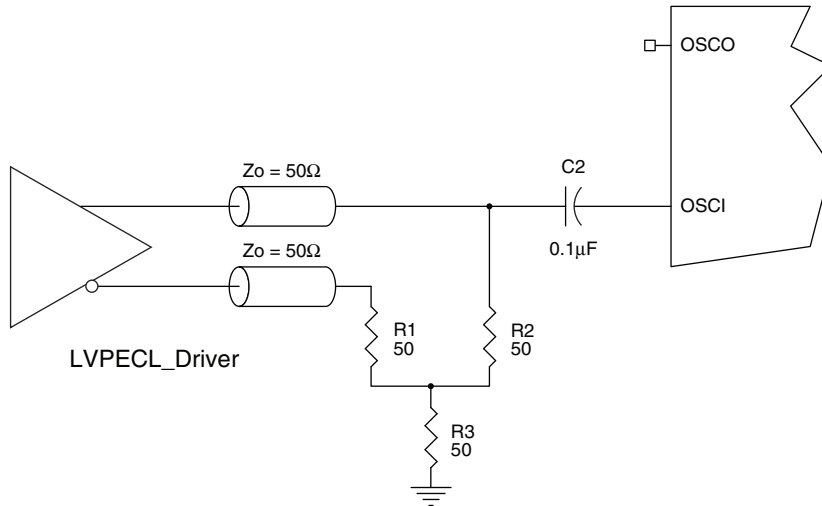 OSCO
Zo = 50Ω
C2
OSCI
0.1µF
Zo = 50Ω
R1
50
R2
50
LVPECL_Driver
R3
50